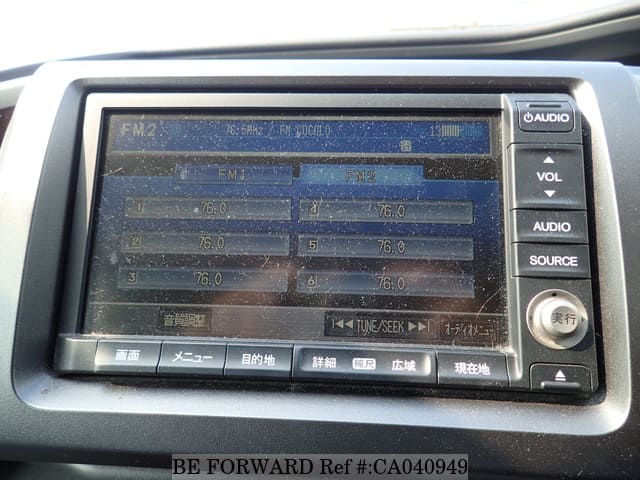 FM2 76.5MHz / FM COCOLO 13
FM1 FM2
1 76.0 4 76.0
2 76.0 5 76.0
3 76.0 6 76.0
音質調整 TUNE/SEEK オーディオメニュー
画面 メニュー 目的地 詳細 縮尺 広域 現在地
AUDIO
VOL
AUDIO
SOURCE
実行
BE FORWARD Ref #:CA040949